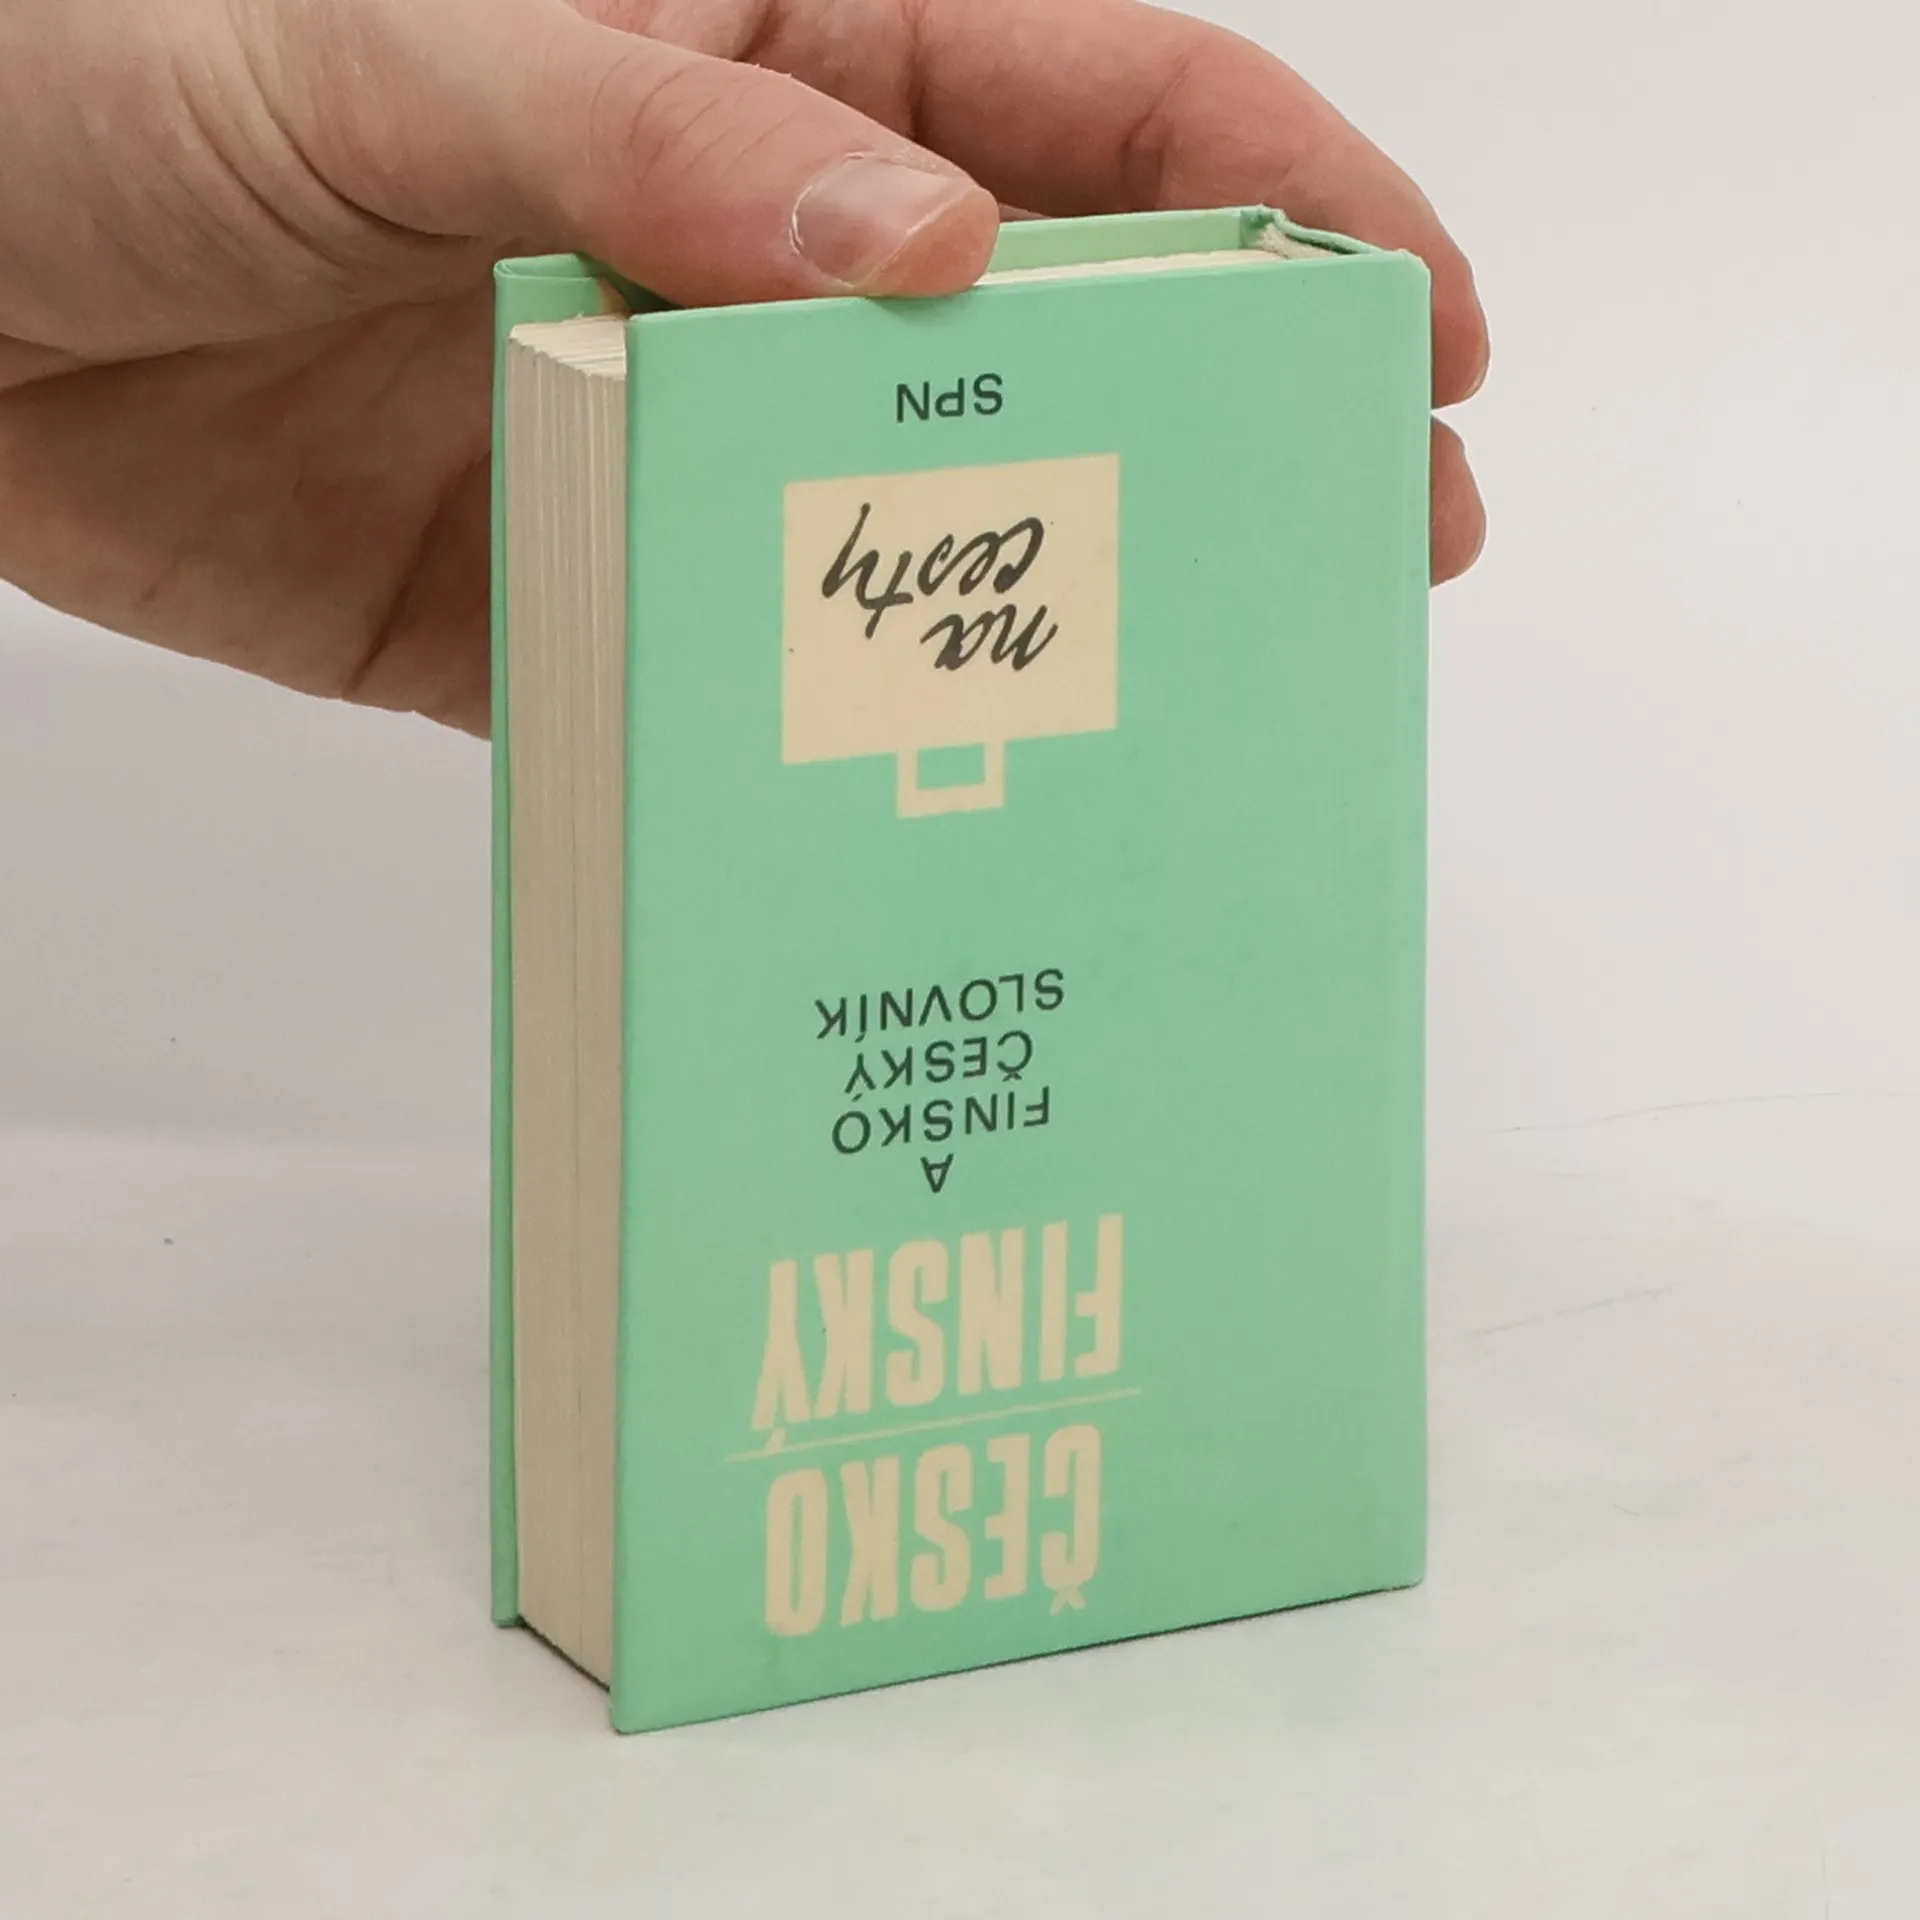 ČESKO
FINSKÝ
A
FINSKO
ČESKÝ
SLOVNÍK
na
cesty
SPN